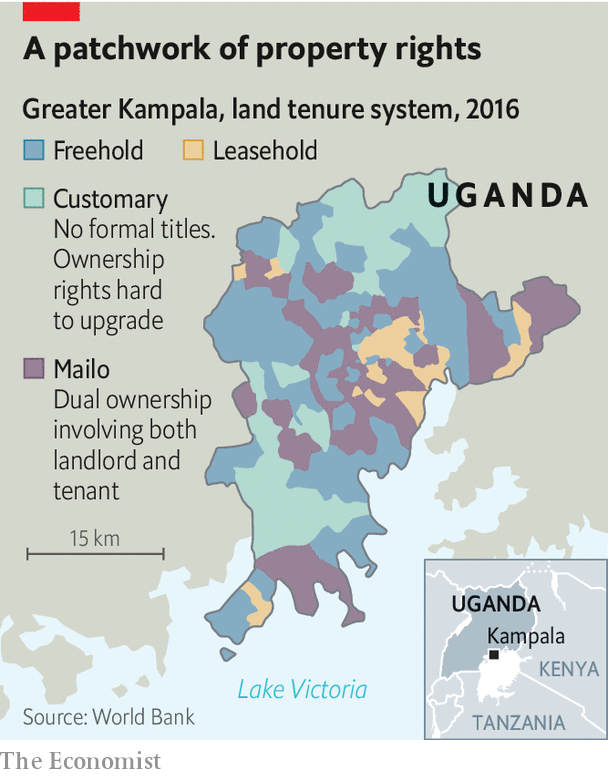 A patchwork of property rights
Greater Kampala, land tenure system, 2016
Freehold
Leasehold
Customary
No formal titles.
Ownership
rights hard
to upgrade
Mailo
Dual ownership
involving both
landlord and
tenant
15 km
UGANDA
Lake Victoria
UGANDA
Kampala
KENYA
TANZANIA
Source: World Bank
The Economist